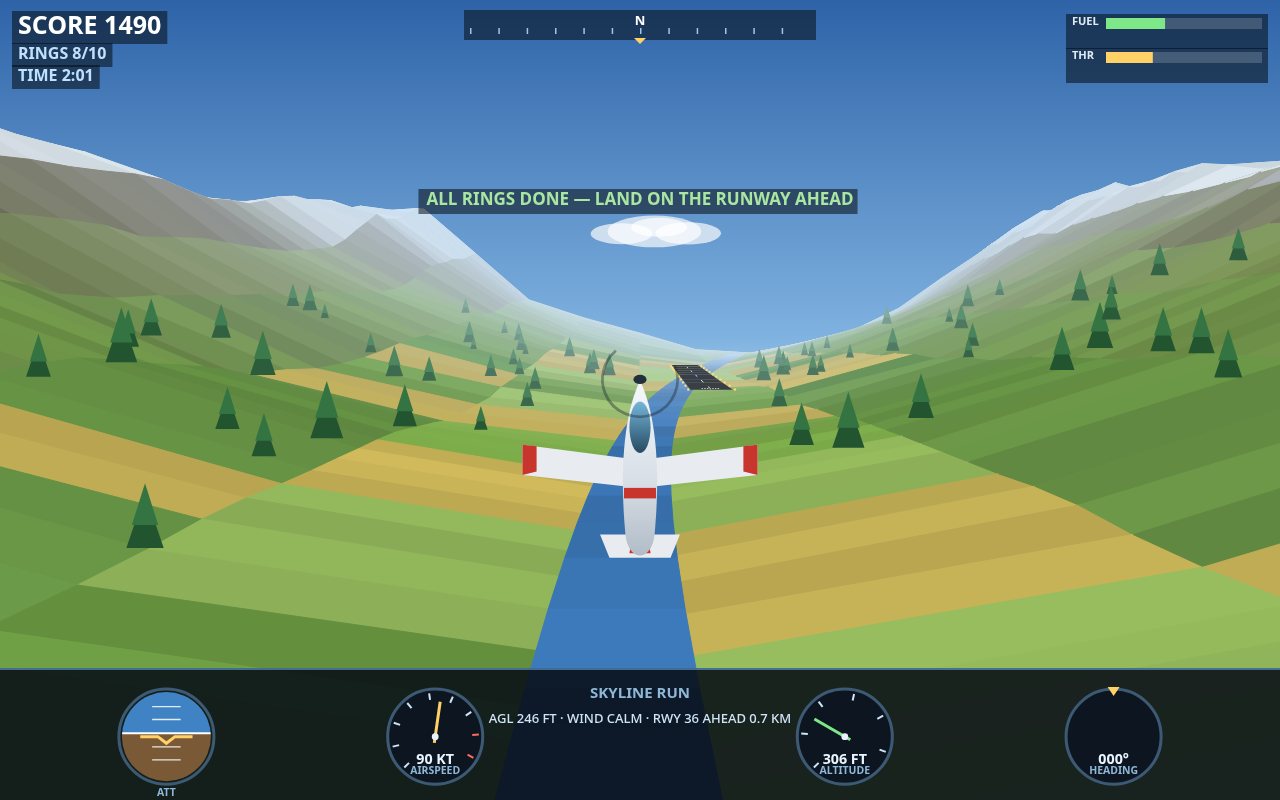 SCORE 1490
RINGS 8/10
TIME 2:01
N
FUEL
THR
ALL RINGS DONE — LAND ON THE RUNWAY AHEAD
SKYLINE RUN
AGL 246 FT · WIND CALM · RWY 36 AHEAD 0.7 KM
ATT
90 KT
AIRSPEED
306 FT
ALTITUDE
000°
HEADING